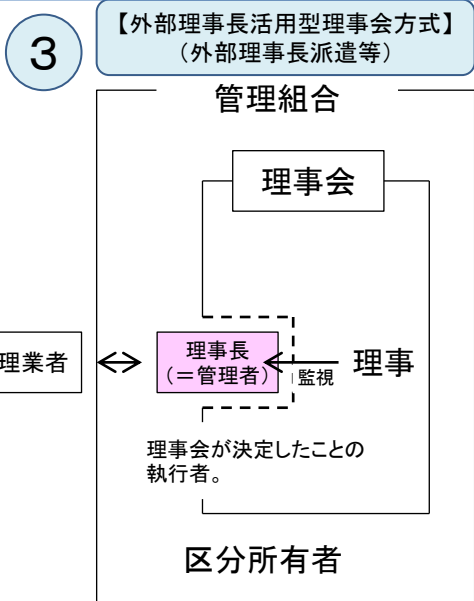 3
【外部理事長活用型理事会方式】
（外部理事長派遣等）
管理組合
理事会
理業者
理事長
（＝管理者）
監視
理事
理事会が決定したことの
執行者。
区分所有者